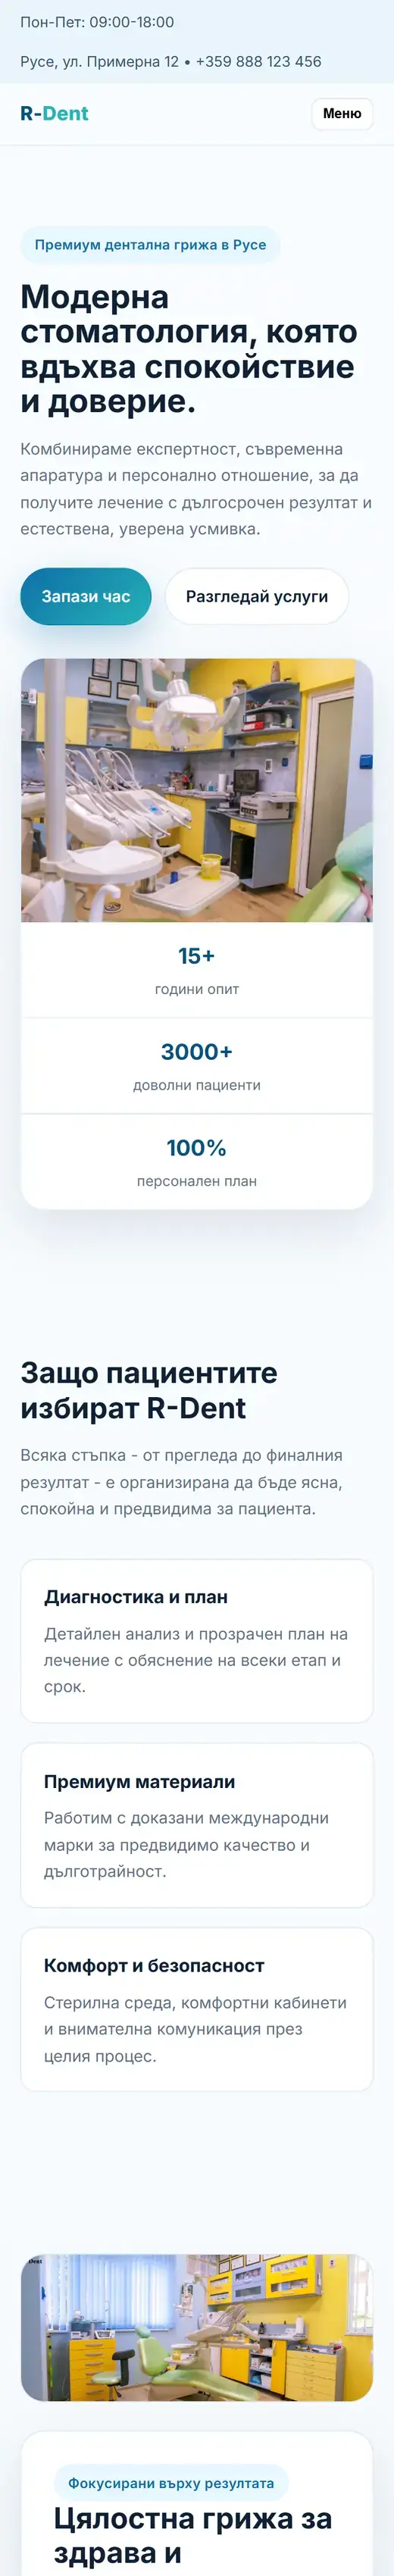 Пон-Пет: 09:00-18:00
Русе, ул. Примерна 12 • +359 888 123 456
R-Dent
Меню
Премиум дентална грижа в Русе
Модерна
стоматология, която
вдъхва спокойствие
и доверие.
Комбинираме експертност, съвременна
апаратура и персонално отношение, за да
получите лечение с дългосрочен резултат и
естествена, уверена усмивка.
Запази час
Разгледай услуги
15+
години опит
3000+
доволни пациенти
100%
персонален план
Защо пациентите
избират R-Dent
Всяка стъпка - от прегледа до финалния
резултат - е организирана да бъде ясна,
спокойна и предвидима за пациента.
Диагностика и план
Детайлен анализ и прозрачен план на
лечение с обяснение на всеки етап и
срок.
Премиум материали
Работим с доказани международни
марки за предвидимо качество и
дълготрайност.
Комфорт и безопасност
Стерилна среда, комфортни кабинети
и внимателна комуникация през
целия процес.
Dent
Фокусирани върху резултата
Цялостна грижа за
здрава и